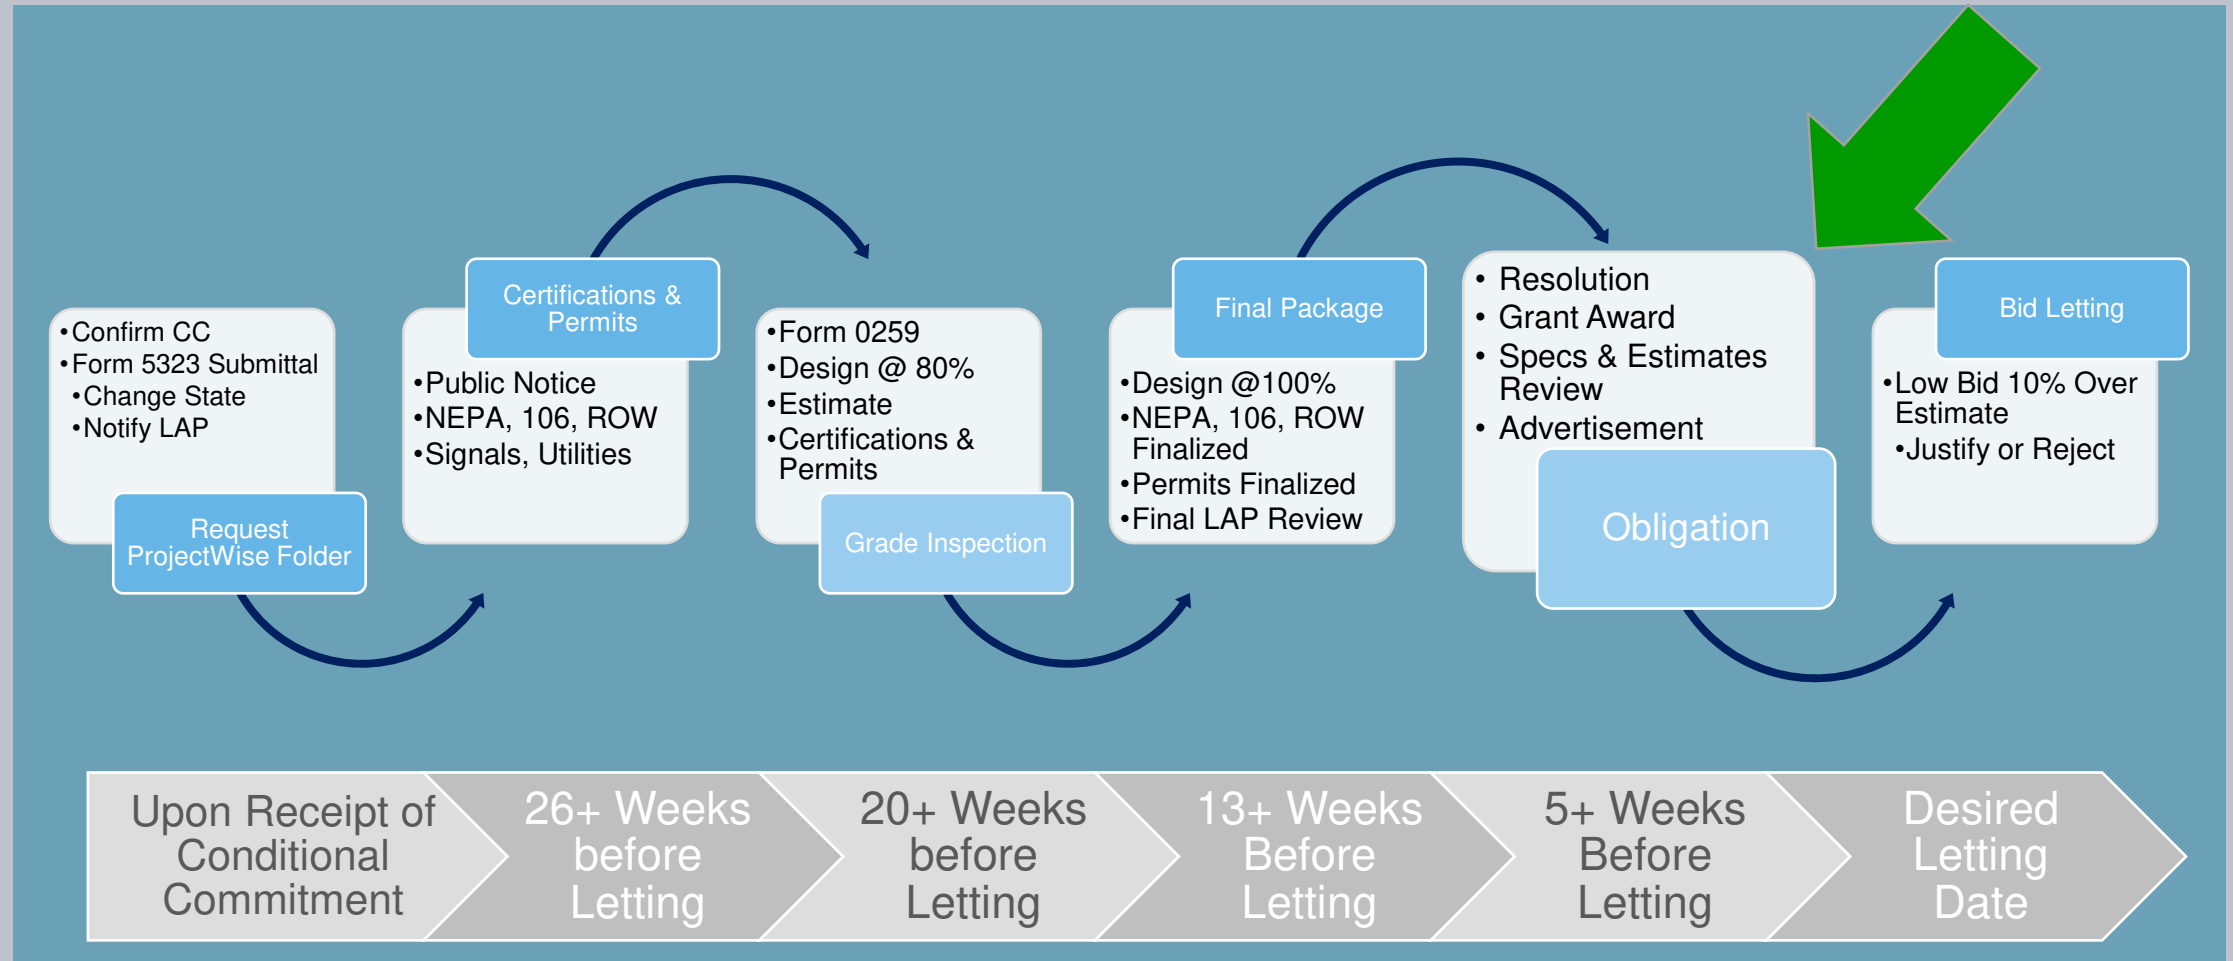 •Confirm CC
•Form 5323 Submittal
•Change State
•Notify LAP
Request
ProjectWise Folder
Certifications &
Permits
•Public Notice
•NEPA, 106, ROW
•Signals, Utilities
•Form 0259
•Design @ 80%
•Estimate
•Certifications &
Permits
Grade Inspection
Final Package
•Design @100%
•NEPA, 106, ROW
Finalized
•Permits Finalized
•Final LAP Review
• Resolution
• Grant Award
• Specs & Estimates
Review
• Advertisement
Obligation
Bid Letting
•Low Bid 10% Over
Estimate
•Justify or Reject
Upon Receipt of
Conditional
Commitment
26+ Weeks
before
Letting
20+ Weeks
before
Letting
13+ Weeks
Before
Letting
5+ Weeks
Before
Letting
Desired
Letting
Date